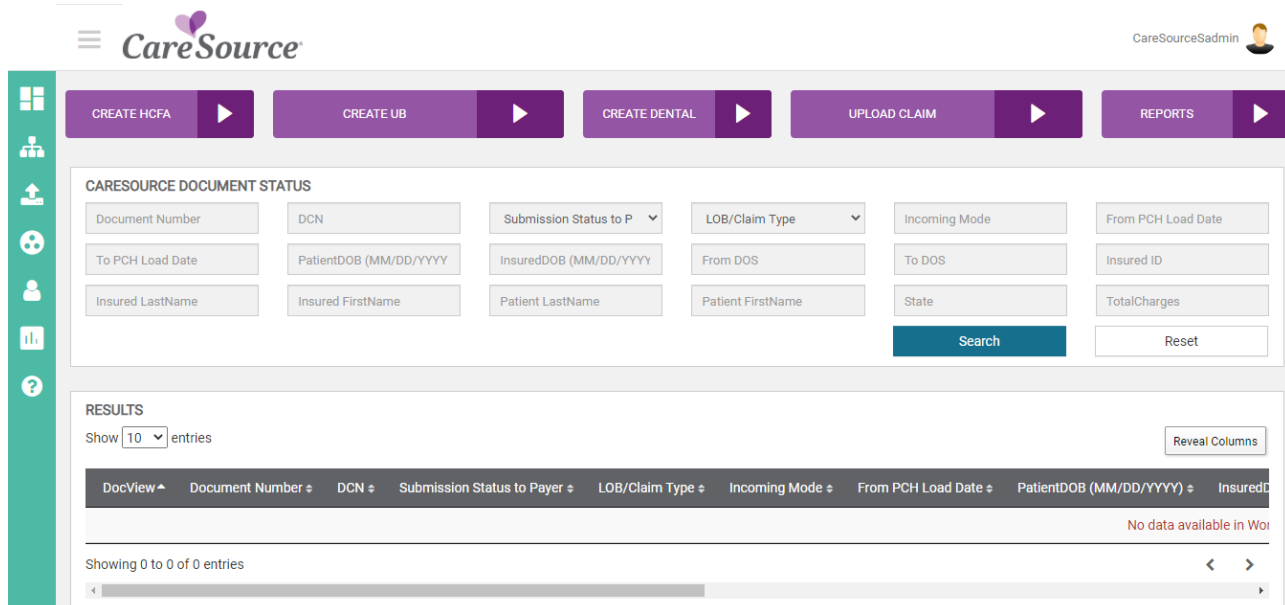 CareSource
CareSourceSadmin
CREATE HCFA
CREATE UB
CREATE DENTAL
UPLOAD CLAIM
REPORTS
CARESOURCE DOCUMENT STATUS
Document Number DCN Submission Status to P LOB/Claim Type Incoming Mode From PCH Load Date
To PCH Load Date PatientDOB (MM/DD/YYYY InsuredDOB (MM/DD/YYYY From DOS To DOS Insured ID
Insured LastName Insured FirstName Patient LastName Patient FirstName State TotalCharges
Search Reset
RESULTS
Show 10 entries
Reveal Columns
DocView Document Number DCN Submission Status to Payer LOB/Claim Type Incoming Mode From PCH Load Date PatientDOB (MM/DD/YYYY) InsuredD
No data available in Wor
Showing 0 to 0 of 0 entries